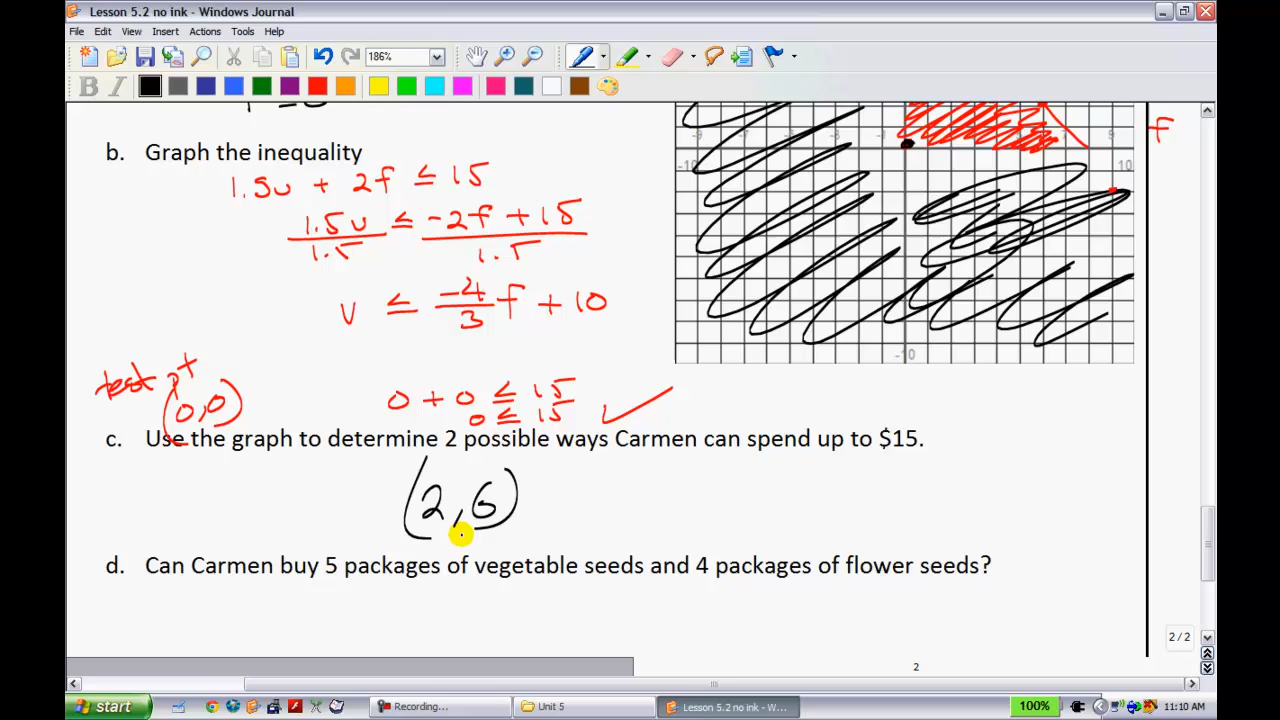 Lesson 5.2 no ink - Windows Journal
File Edit View Insert Actions Tools Help
186%
B I
-9 9
-10 10
f
b. Graph the inequality
1.5v + 2f ≤ 15
1.5v ≤ -2f + 15
1.5 1.5
v ≤ -4/3 f + 10
-10
test pt
(0,0)
0 + 0 ≤ 15
0 ≤ 15 ✓
c. Use the graph to determine 2 possible ways Carmen can spend up to $15.
(2,6)
d. Can Carmen buy 5 packages of vegetable seeds and 4 packages of flower seeds?
2/2
2
start Recording... Unit 5 Lesson 5.2 no ink - W... 100% 11:10 AM